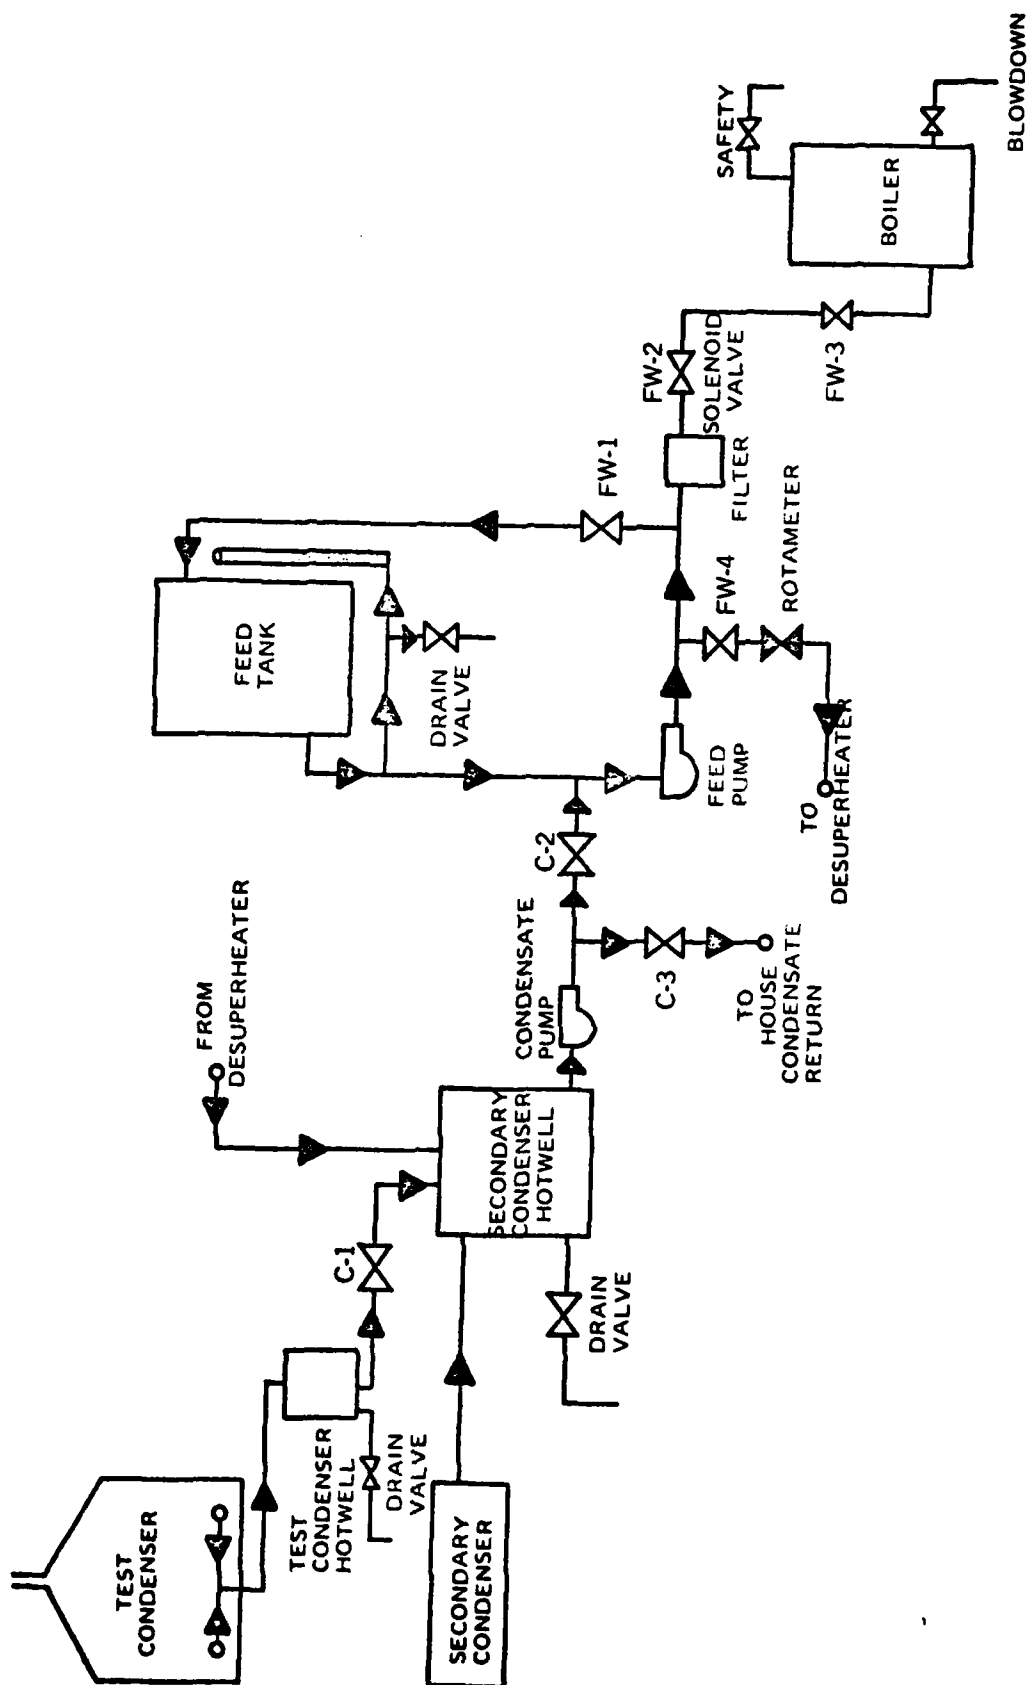 TEST
CONDENSER
TEST
CONDENSER
HOTWELL
DRAIN
VALVE
SECONDARY
CONDENSER
C-1
FROM
DESUPERHEATER
SECONDARY
CONDENSER
HOTWELL
DRAIN
VALVE
CONDENSATE
PUMP
C-2
C-3
TO
HOUSE
CONDENSATE
RETURN
FEED
TANK
DRAIN
VALVE
FEED
PUMP
FW-1
FW-4
ROTAMETER
TO
DESUPERHEATER
FILTER
FW-2
SOLENOID
VALVE
FW-3
SAFETY
BOILER
BLOWDOWN